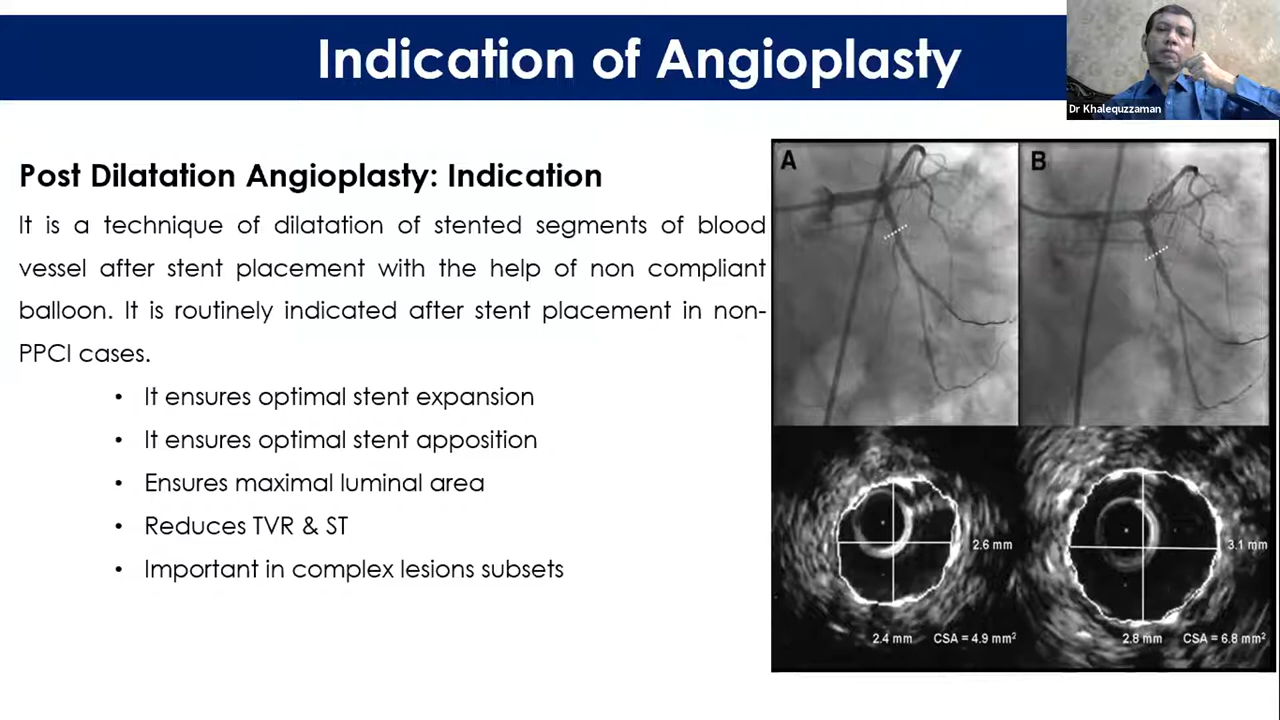 Indication of Angioplasty
Dr Khalequzzaman
Post Dilatation Angioplasty: Indication
It is a technique of dilatation of stented segments of blood
vessel after stent placement with the help of non compliant
balloon. It is routinely indicated after stent placement in non-
PPCI cases.
• It ensures optimal stent expansion
• It ensures optimal stent apposition
• Ensures maximal luminal area
• Reduces TVR & ST
• Important in complex lesions subsets
A
B
2.6 mm
2.4 mm CSA = 4.9 mm²
3.1 mm
2.8 mm CSA = 6.8 mm²